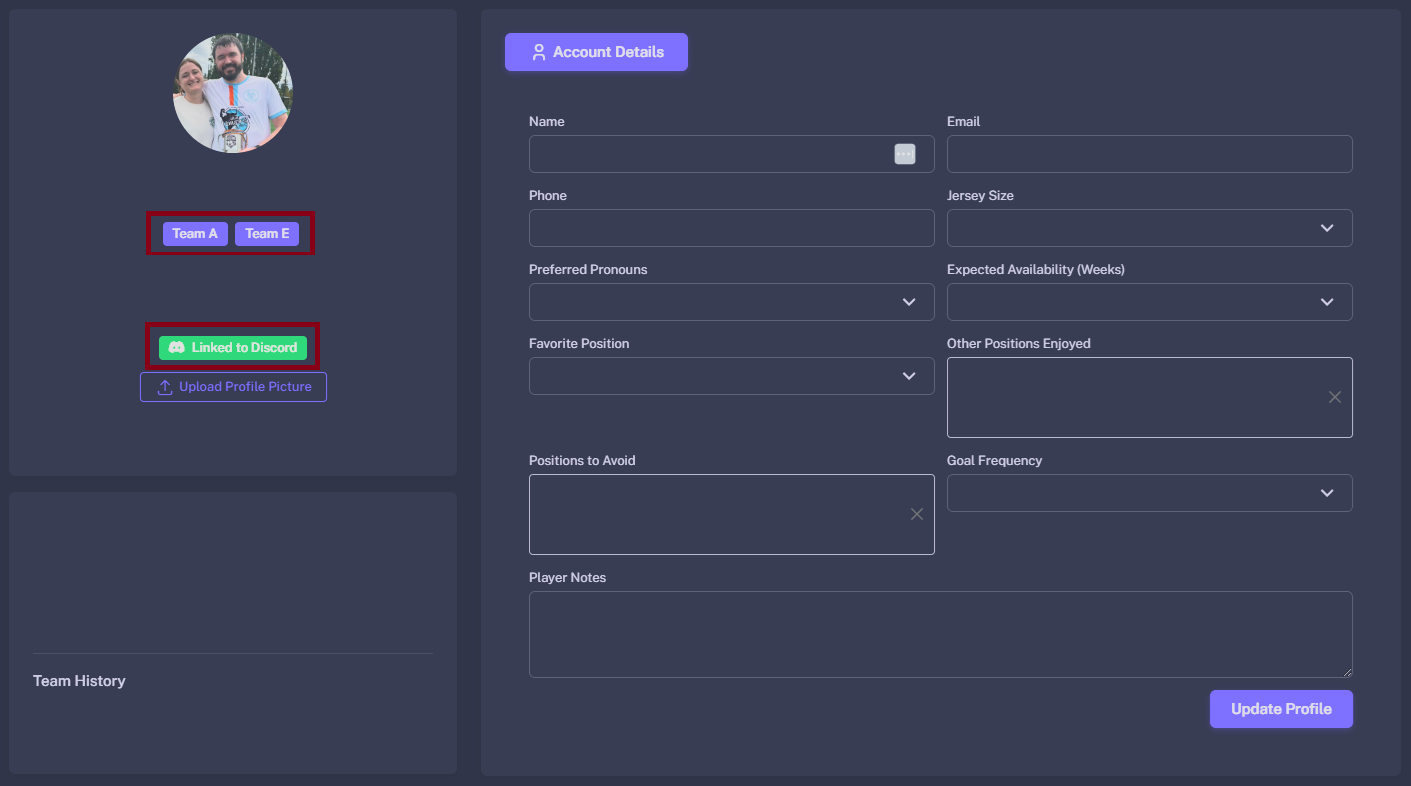 Team A Team E
Linked to Discord
Upload Profile Picture
Team History
Account Details
Name
Email
Phone
Jersey Size
Preferred Pronouns
Expected Availability (Weeks)
Favorite Position
Other Positions Enjoyed
Positions to Avoid
Goal Frequency
Player Notes
Update Profile